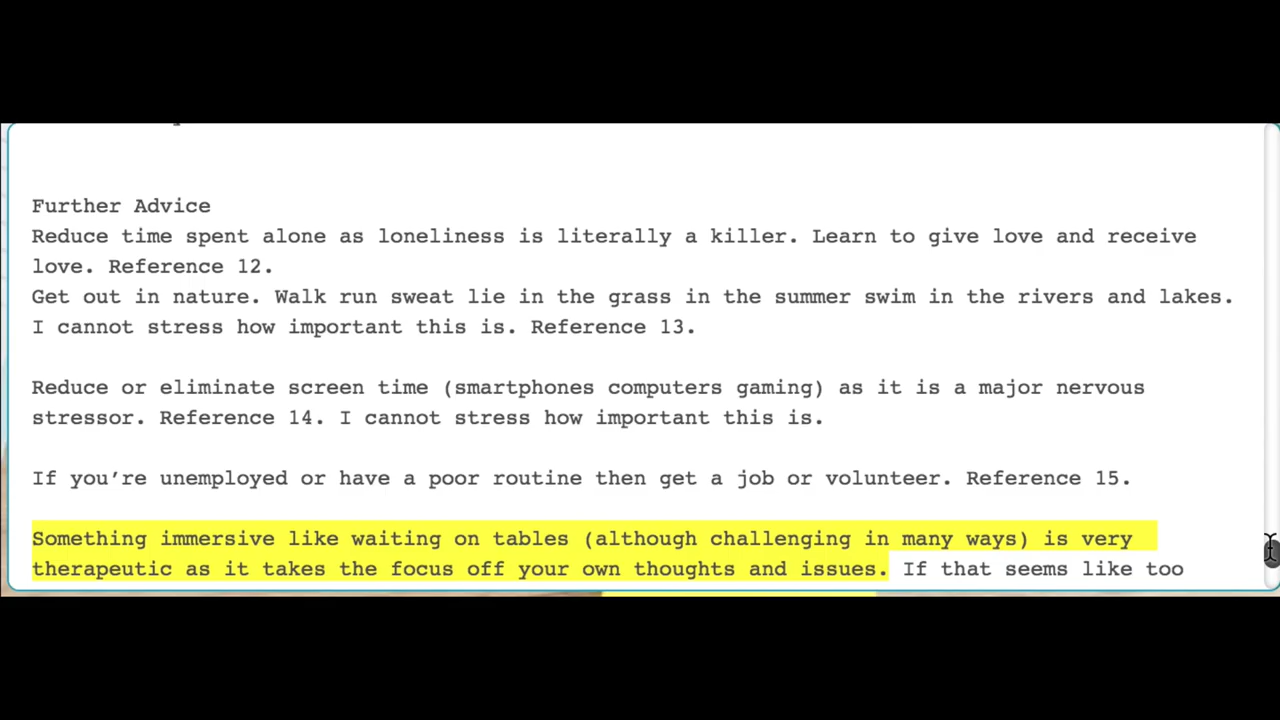 Further Advice
Reduce time spent alone as loneliness is literally a killer. Learn to give love and receive
love. Reference 12.
Get out in nature. Walk run sweat lie in the grass in the summer swim in the rivers and lakes.
I cannot stress how important this is. Reference 13.
Reduce or eliminate screen time (smartphones computers gaming) as it is a major nervous
stressor. Reference 14. I cannot stress how important this is.
If you’re unemployed or have a poor routine then get a job or volunteer. Reference 15.
Something immersive like waiting on tables (although challenging in many ways) is very
therapeutic as it takes the focus off your own thoughts and issues. If that seems like too